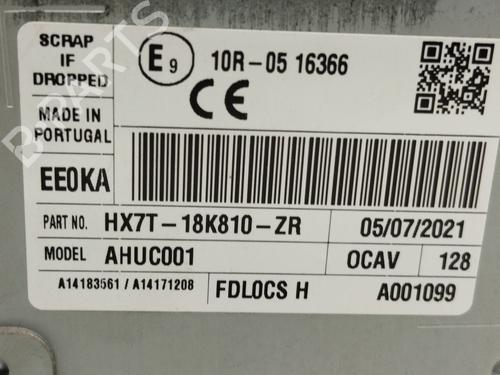 SCRAP
IF
DROPPED
E9 10R-05 16366
CE
MADE IN
PORTUGAL
EE0KA
PART NO. HX7T-18K810-ZR 05/07/2021
MODEL AHUC001 OCAV 128
A14183561 / A14171208 FDLOCS H A001099
B-PARTS